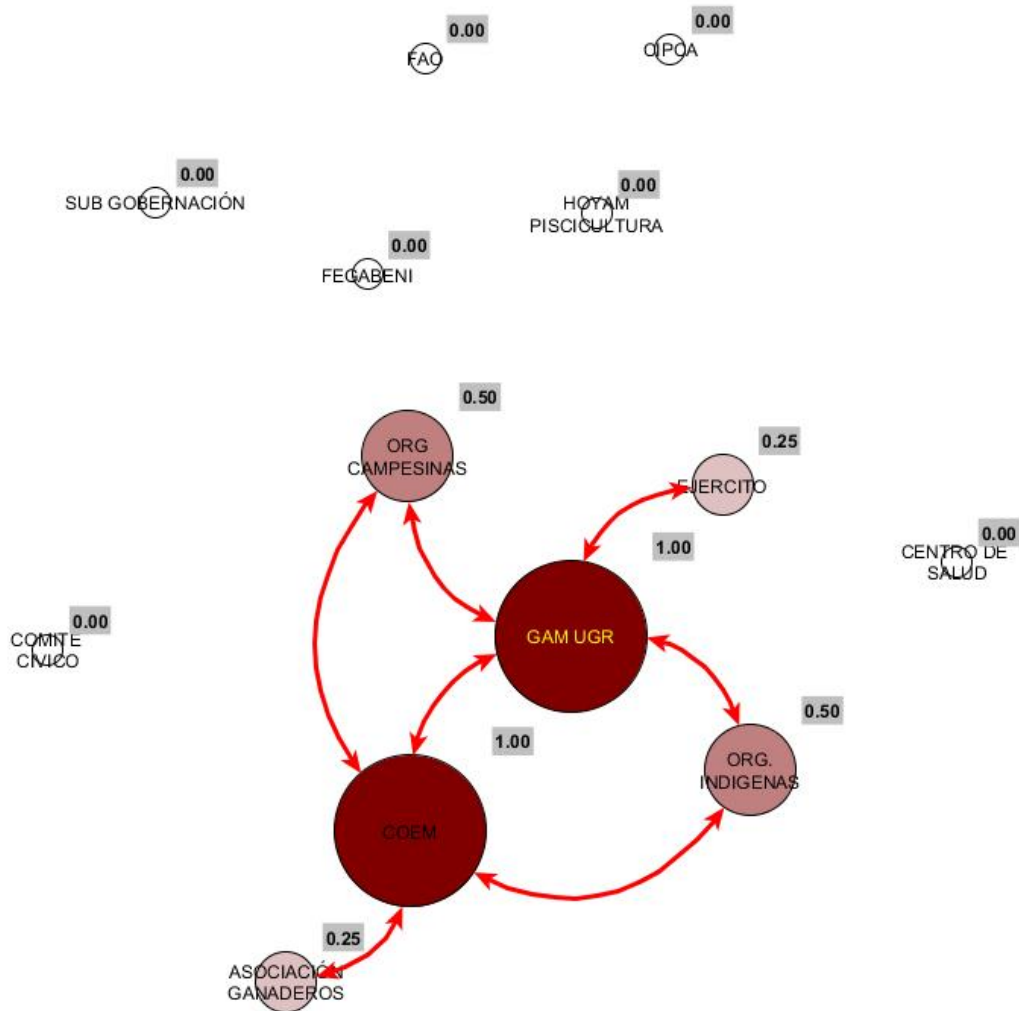 0.00
FAO
0.00
CIPCA
0.00
SUB GOBERNACIÓN
0.00
HOYAM
PISCICULTURA
0.00
FEGABENI
0.50
ORG
CAMPESINAS
0.25
EJERCITO
0.00
CENTRO DE
SALUD
1.00
GAM UGR
0.00
COMITE
CÍVICO
0.50
ORG.
INDIGENAS
1.00
COEM
0.25
ASOCIACIÓN
GANADEROS